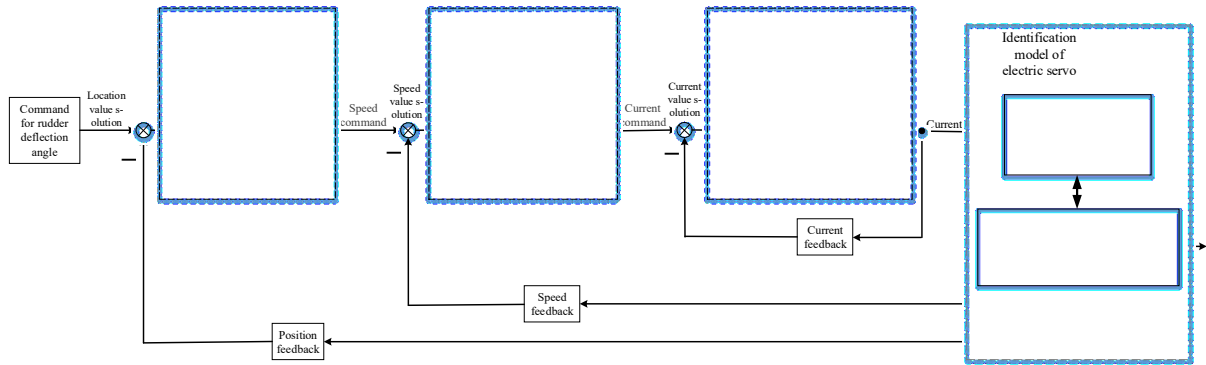 Identification
model of
electric servo
Command
for rudder
deflection
angle
Location
value s-
olution
Speed
command
Speed
value s-
olution
Current
command
Current
value s-
olution
Current
Current
feedback
Speed
feedback
Position
feedback